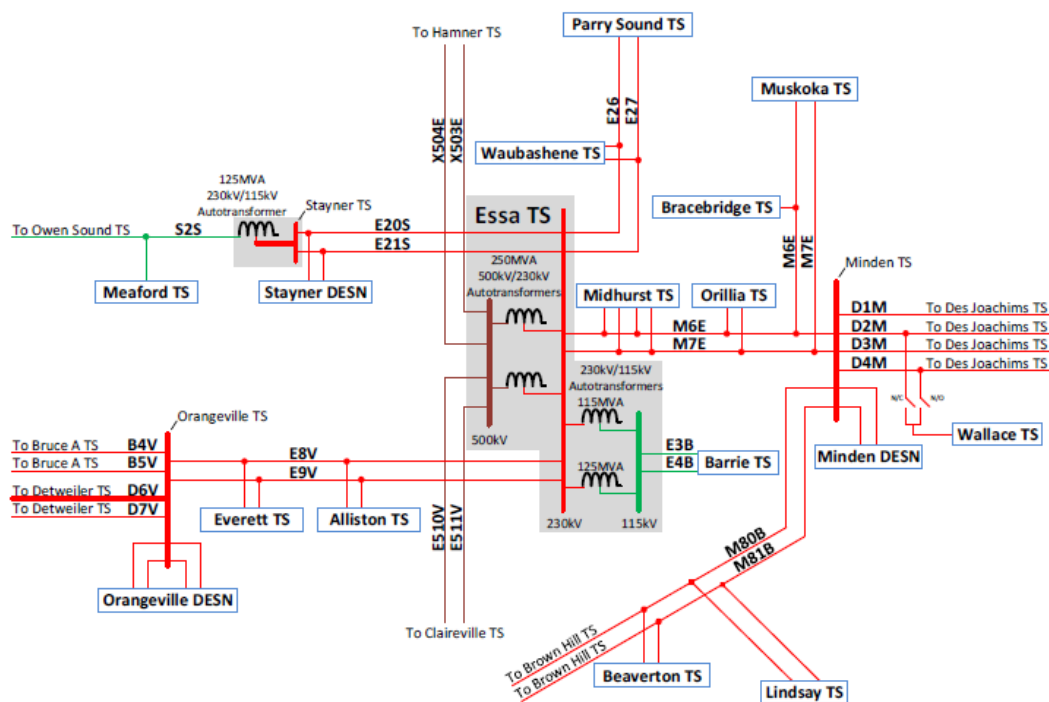 To Hamner TS
Parry Sound TS
Muskoka TS
X504E
X503E
E26
E27
Waubashene TS
125MVA
230kV/115kV
Autotransformer
Stayner TS
Essa TS
Bracebridge TS
M6E
M7E
To Owen Sound TS
S2S
E20S
E21S
Minden TS
Meaford TS
Stayner DESN
250MVA
500kV/230kV
Autotransformers
Midhurst TS
Orillia TS
M6E
M7E
D1M
To Des Joachims TS
D2M
To Des Joachims TS
D3M
To Des Joachims TS
D4M
To Des Joachims TS
230kV/115kV
Autotransformers
115MVA
N/C
N/O
Orangeville TS
500kV
Wallace TS
To Bruce A TS
B4V
To Bruce A TS
B5V
To Detweiler TS
D6V
To Detweiler TS
D7V
E8V
E9V
E3B
E4B
Barrie TS
Minden DESN
125MVA
Everett TS
Alliston TS
230kV
115kV
E510V
E511V
M80B
M81B
Orangeville DESN
To Claireville TS
To Brown Hill TS
To Brown Hill TS
Beaverton TS
Lindsay TS